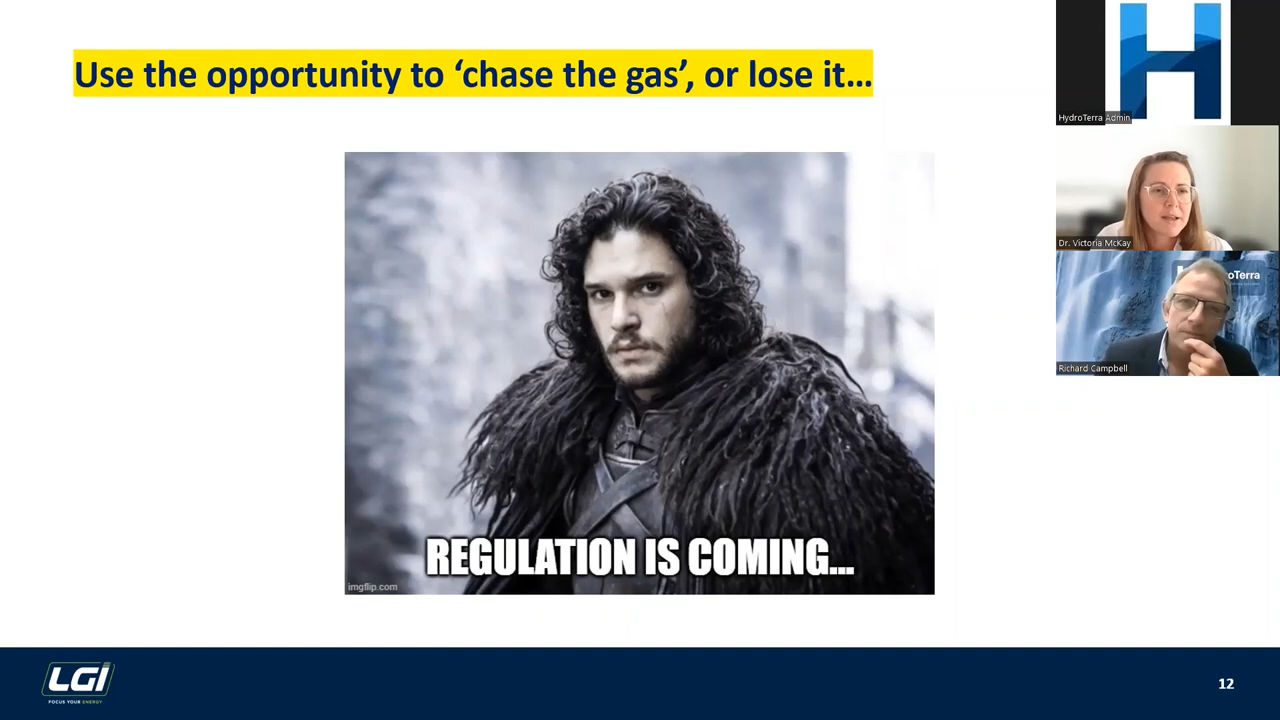 Use the opportunity to ‘chase the gas’, or lose it…
HydroTerra Admin
Dr. Victoria McKay
oTerra
Richard Campbell
REGULATION IS COMING...
imgflip.com
LGI
FOCUS YOUR ENERGY
12